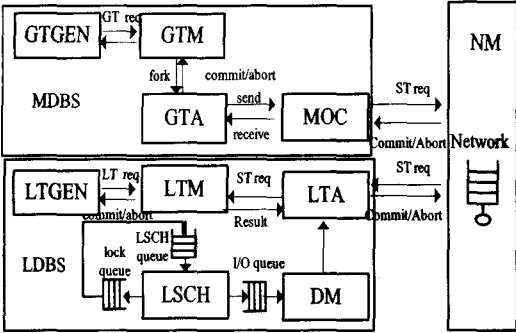 GTGEN
GT req
GTM
NM
fork
commit/abort
MDBS
GTA
send
receive
MOC
ST req
Commit/Abort
Network
LTGEN
LT req
commit/abort
LTM
ST req
Result
LTA
ST req
Commit/Abort
LDBS
lock
queue
LSCH
queue
I/O queue
LSCH
DM